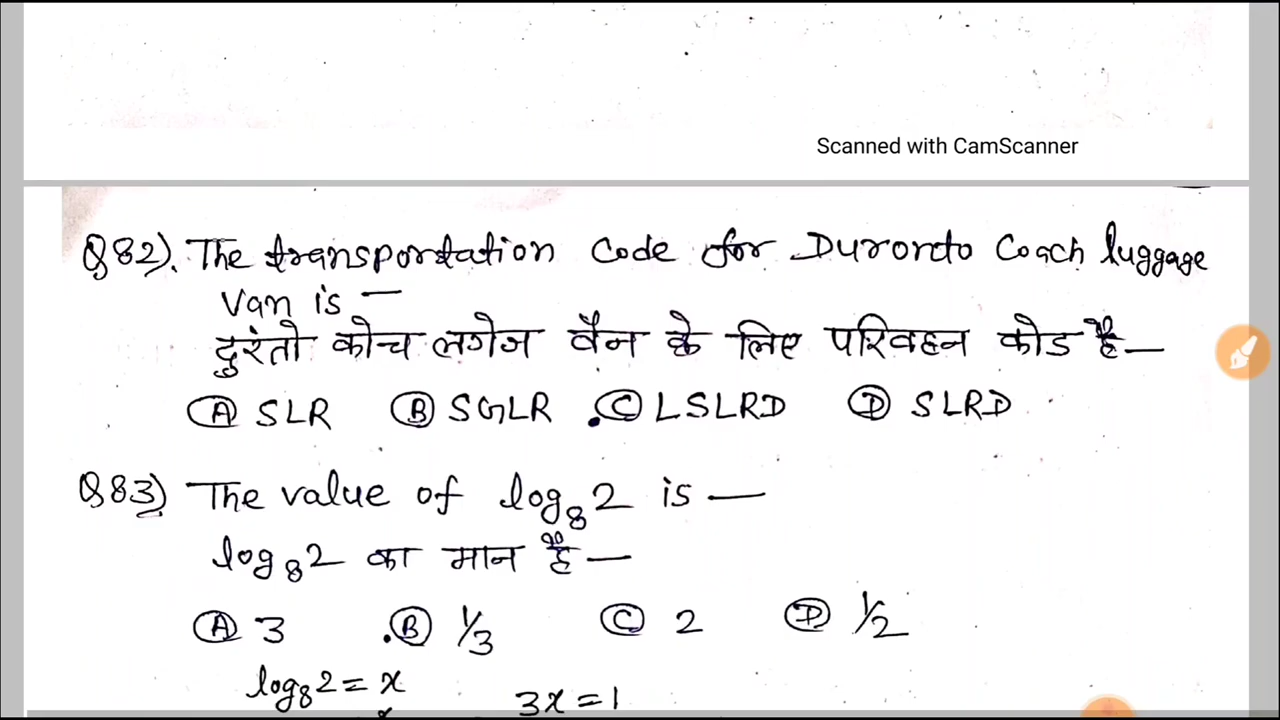 Scanned with CamScanner
Q82). The transportation Code for Duronto Coach luggage
Van is —
दुरंतो कोच लगेज वैन के लिए परिवहन कोड है —
(A) SLR (B) SGLR .(C) LSLRD (D) SLRD
Q83) The value of log₈2 is —
log₈2 का मान है —
(A) 3 .(B) 1/3 (C) 2 (D) 1/2
log₈2 = x
3x = 1